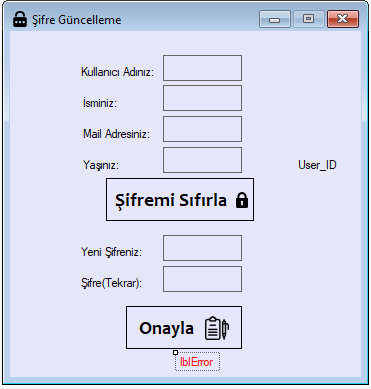 Şifre Güncelleme
Kullanıcı Adınız:
İsminiz:
Mail Adresiniz:
Yaşınız:
User_ID
Şifremi Sıfırla
Yeni Şifreniz:
Şifre(Tekrar):
Onayla
lblError